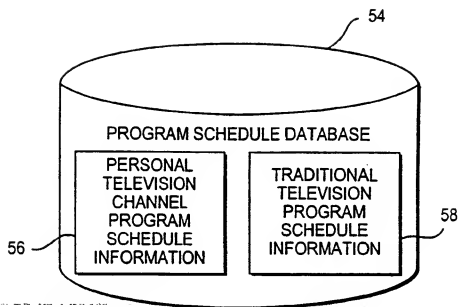 54
PROGRAM SCHEDULE DATABASE
PERSONAL
TELEVISION
CHANNEL
PROGRAM
SCHEDULE
INFORMATION
TRADITIONAL
TELEVISION
PROGRAM
SCHEDULE
INFORMATION
56
58